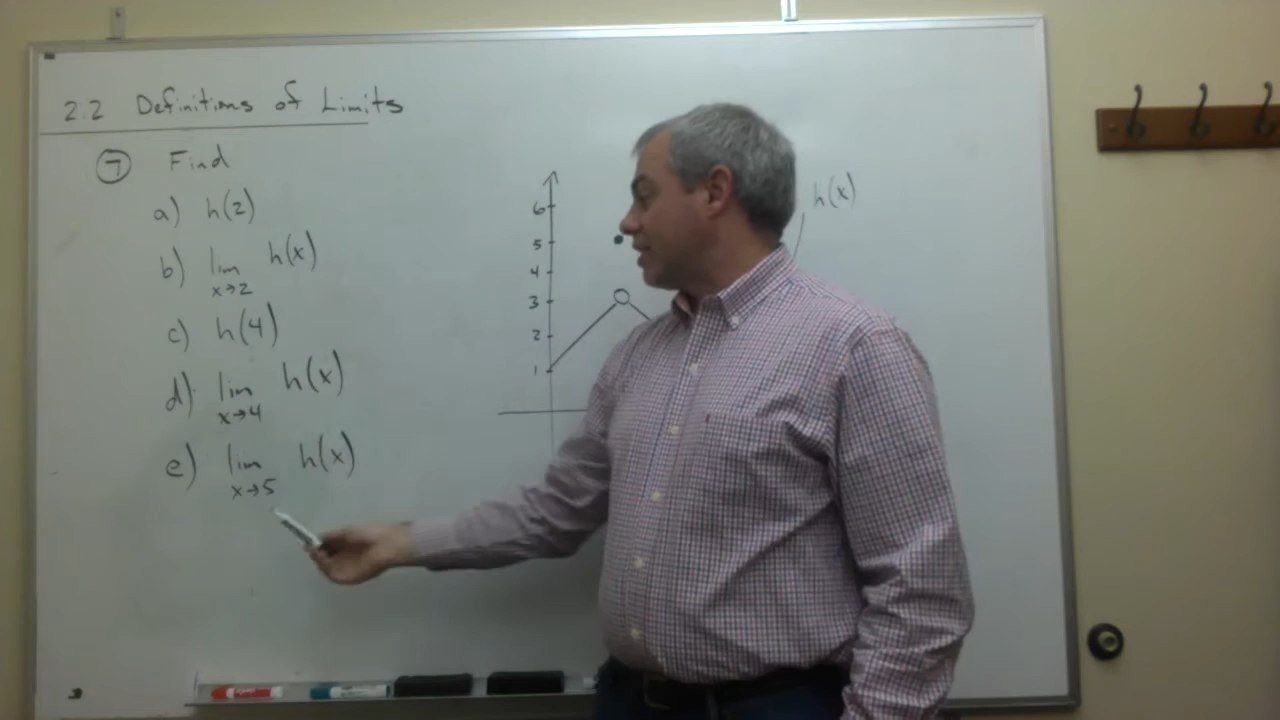 2.2 Definitions of Limits
7 Find
a) h(2)
b) lim h(x)
x→2
c) h(4)
d) lim h(x)
x→4
e) lim h(x)
x→5
6
5
4
3
2
1
h(x)